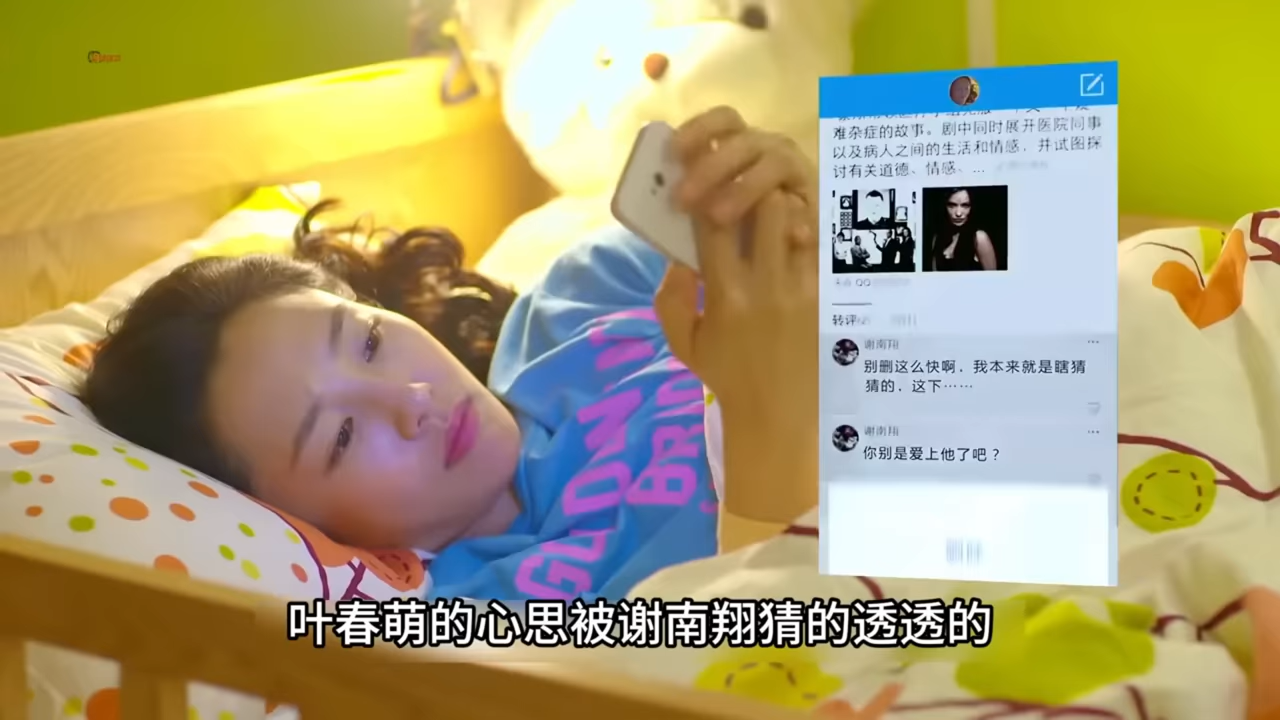 难杂症的故事。剧中同时展开医院同事
以及病人之间的生活和情感，并试图探
讨有关道德、情感、...
QQ
转评
谢南翔
别删这么快啊，我本来就是瞎猜
猜的，这下……
谢南翔
你别是爱上他了吧？
GLDNN
BRID
叶春萌的心思被谢南翔猜的透透的